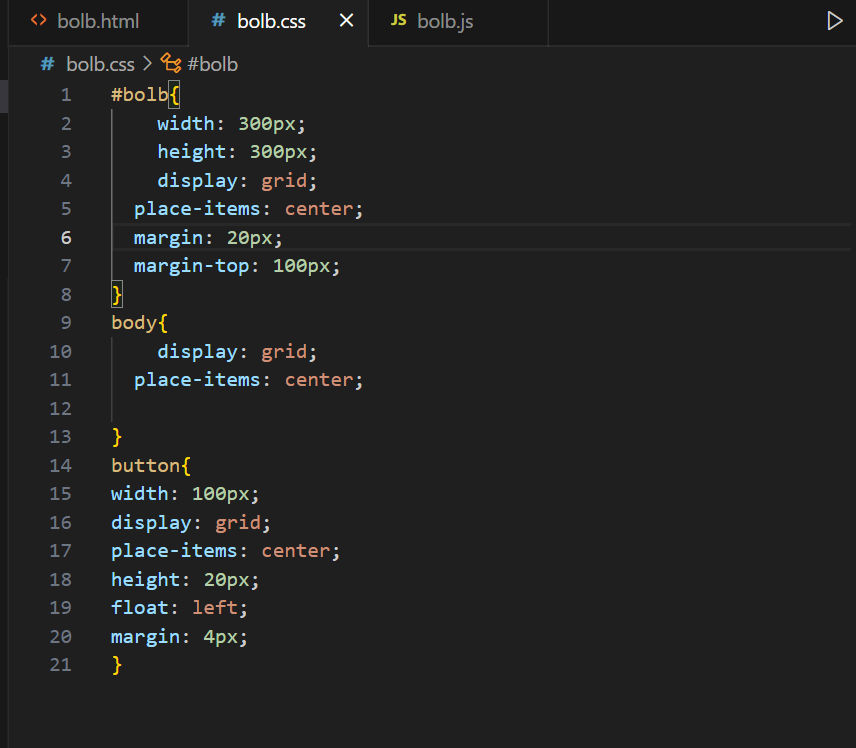 <> bolb.html # bolb.css × JS bolb.js
# bolb.css > #bolb
1 #bolb{
2 width: 300px;
3 height: 300px;
4 display: grid;
5 place-items: center;
6 margin: 20px;
7 margin-top: 100px;
8 }
9 body{
10 display: grid;
11 place-items: center;
12
13 }
14 button{
15 width: 100px;
16 display: grid;
17 place-items: center;
18 height: 20px;
19 float: left;
20 margin: 4px;
21 }